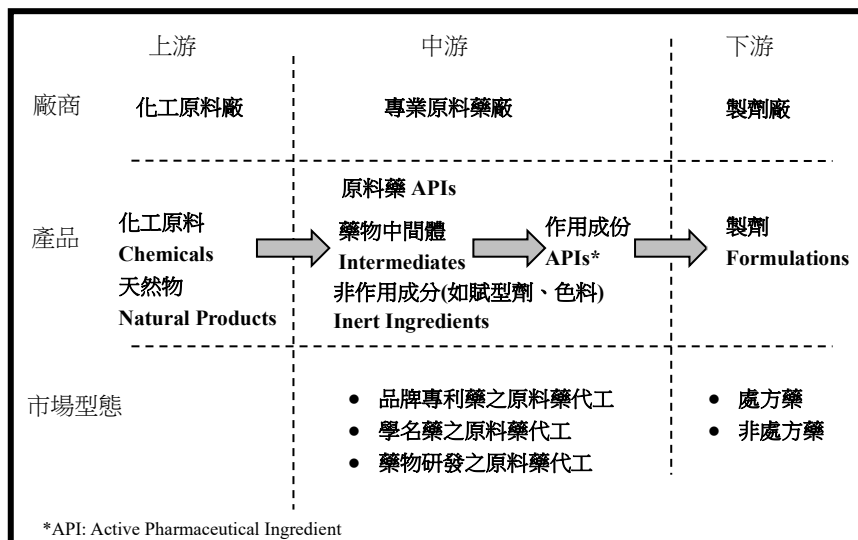 上游
中游
下游
廠商
化工原料廠
專業原料藥廠
製劑廠
產品
化工原料
Chemicals
天然物
Natural Products
原料藥 APIs
藥物中間體
Intermediates
非作用成分(如賦型劑、色料)
Inert Ingredients
作用成份
APIs*
製劑
Formulations
市場型態
• 品牌專利藥之原料藥代工
• 學名藥之原料藥代工
• 藥物研發之原料藥代工
• 處方藥
• 非處方藥
*API: Active Pharmaceutical Ingredient